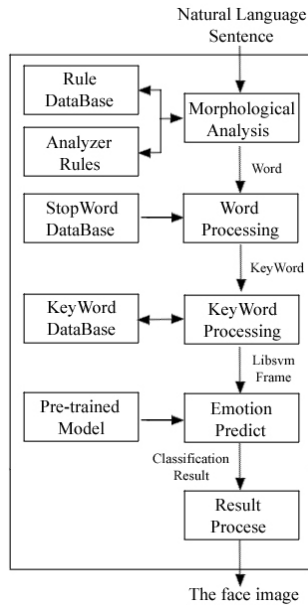 Natural Language
Sentence
Rule
DataBase
Analyzer
Rules
Morphological
Analysis
Word
StopWord
DataBase
Word
Processing
KeyWord
KeyWord
DataBase
KeyWord
Processing
Libsvm
Frame
Pre-trained
Model
Emotion
Predict
Classification
Result
Result
Procese
The face image